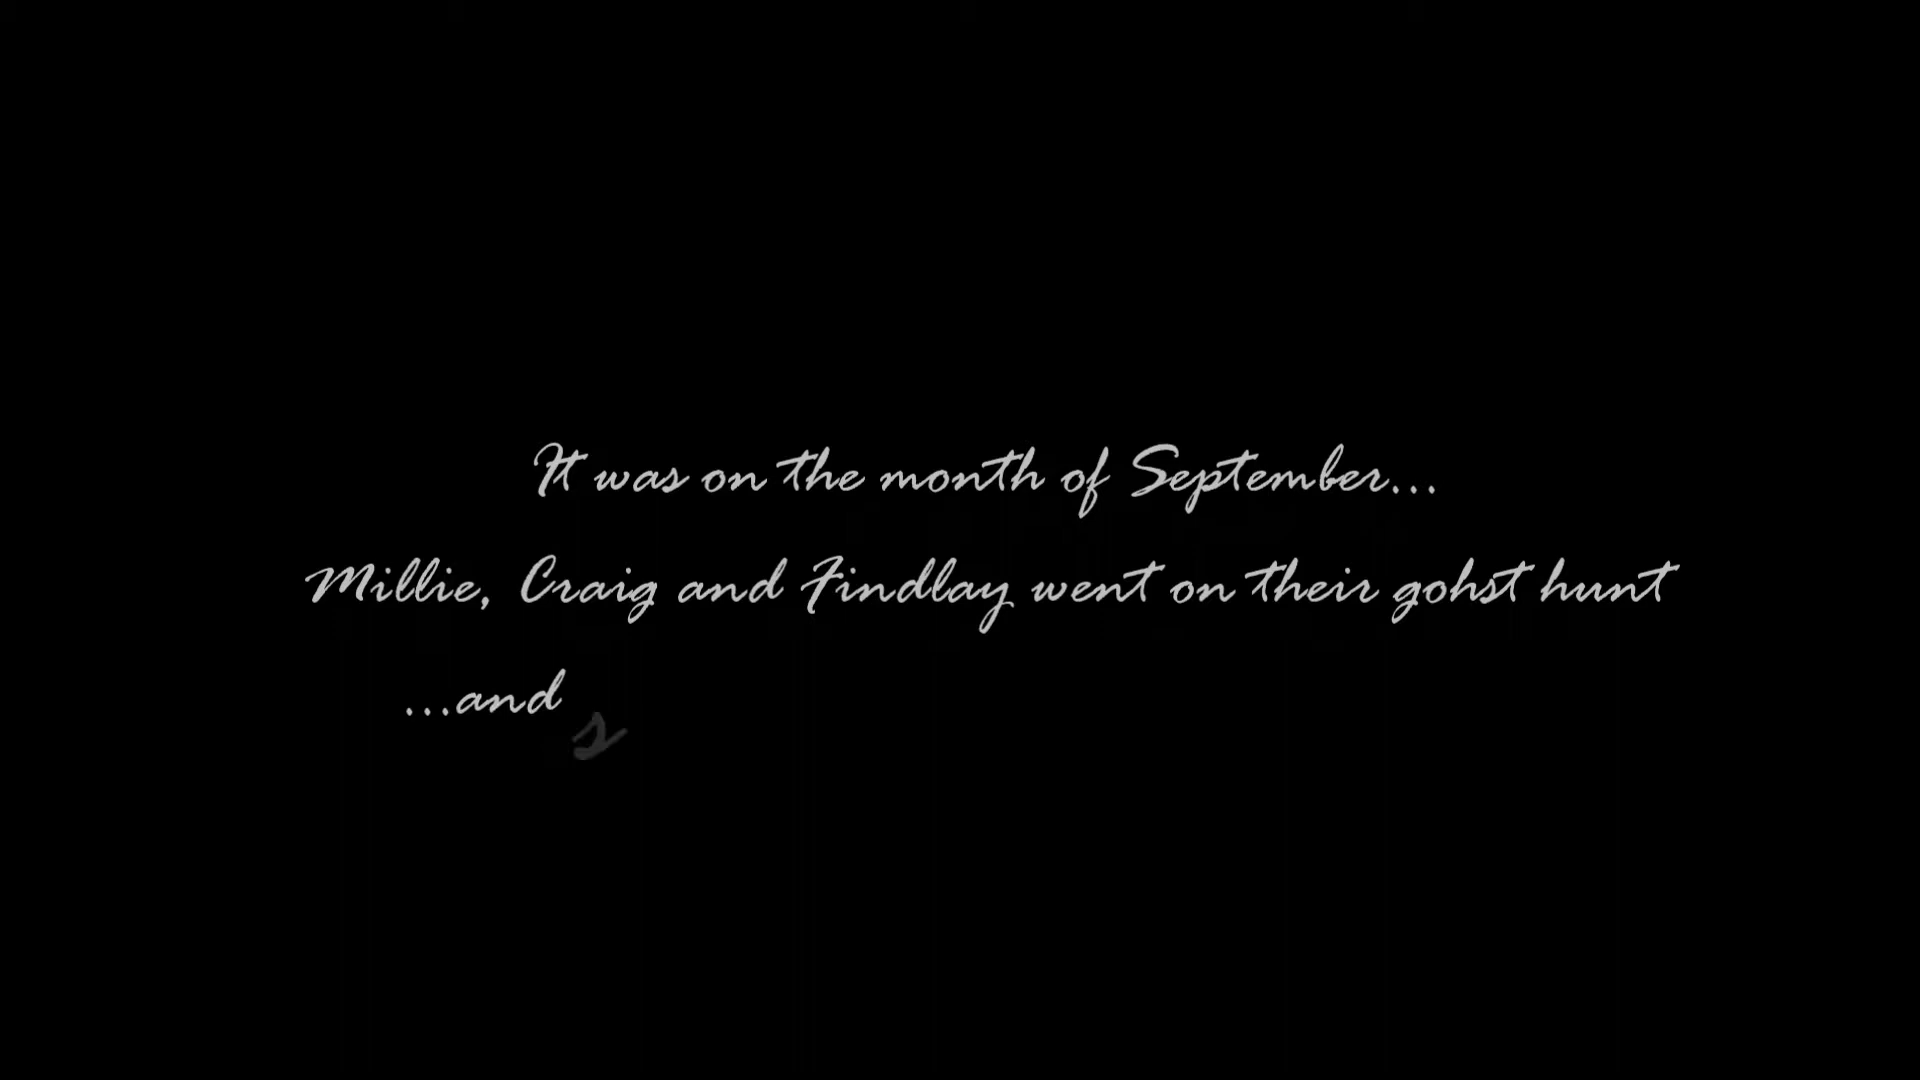 It was on the month of September...
Millie, Craig and Findlay went on their gohst hunt
...and s